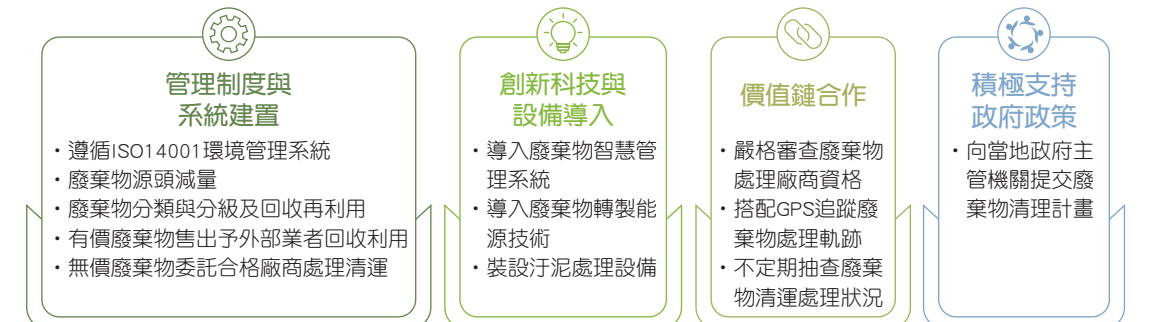 管理制度與
系統建置
・遵循ISO14001環境管理系統
・廢棄物源頭減量
・廢棄物分類與分級及回收再利用
・有價廢棄物售出予外部業者回收利用
・無價廢棄物委託合格廠商處理清運
創新科技與
設備導入
・導入廢棄物智慧管
理系統
・導入廢棄物轉製能
源技術
・裝設汙泥處理設備
價值鏈合作
・嚴格審查廢棄物
處理廠商資格
・搭配GPS追蹤廢
棄物處理軌跡
・不定期抽查廢棄
物清運處理狀況
積極支持
政府政策
・向當地政府主
管機關提交廢
棄物清理計畫